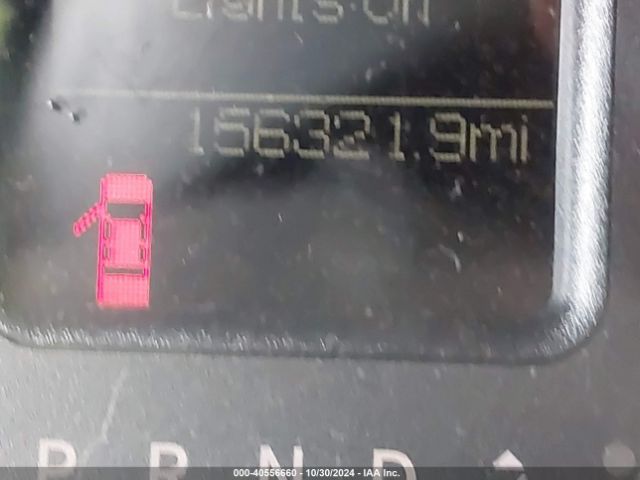 Lights On
156321.9mi
P R N D
000-40556660 - 10/30/2024 - IAA Inc.